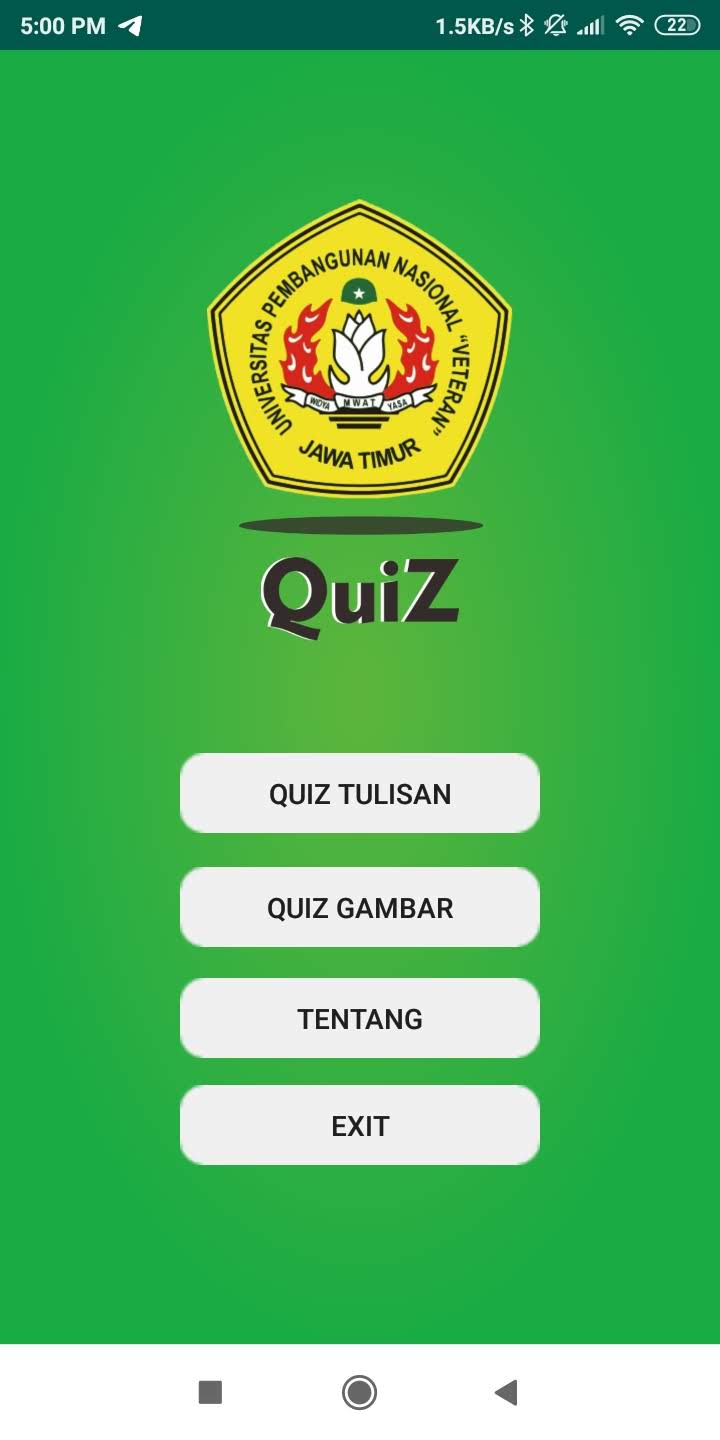 5:00 PM 1.5KB/s 22
UNIVERSITAS PEMBANGUNAN NASIONAL "VETERAN"
WIDYA MWAT YASA
JAWA TIMUR
QuiZ
QUIZ TULISAN
QUIZ GAMBAR
TENTANG
EXIT